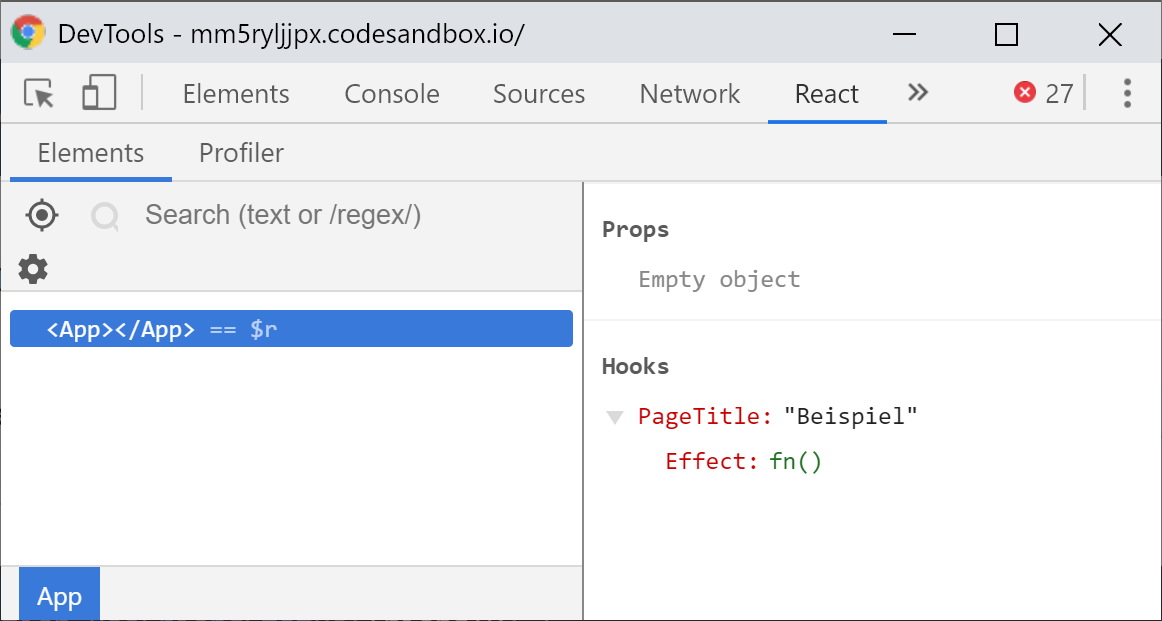 DevTools - mm5ryljjpx.codesandbox.io/
Elements Console Sources Network React » 27
Elements Profiler
Search (text or /regex/)
<App></App> == $r
App
Props
Empty object
Hooks
PageTitle: "Beispiel"
Effect: fn()